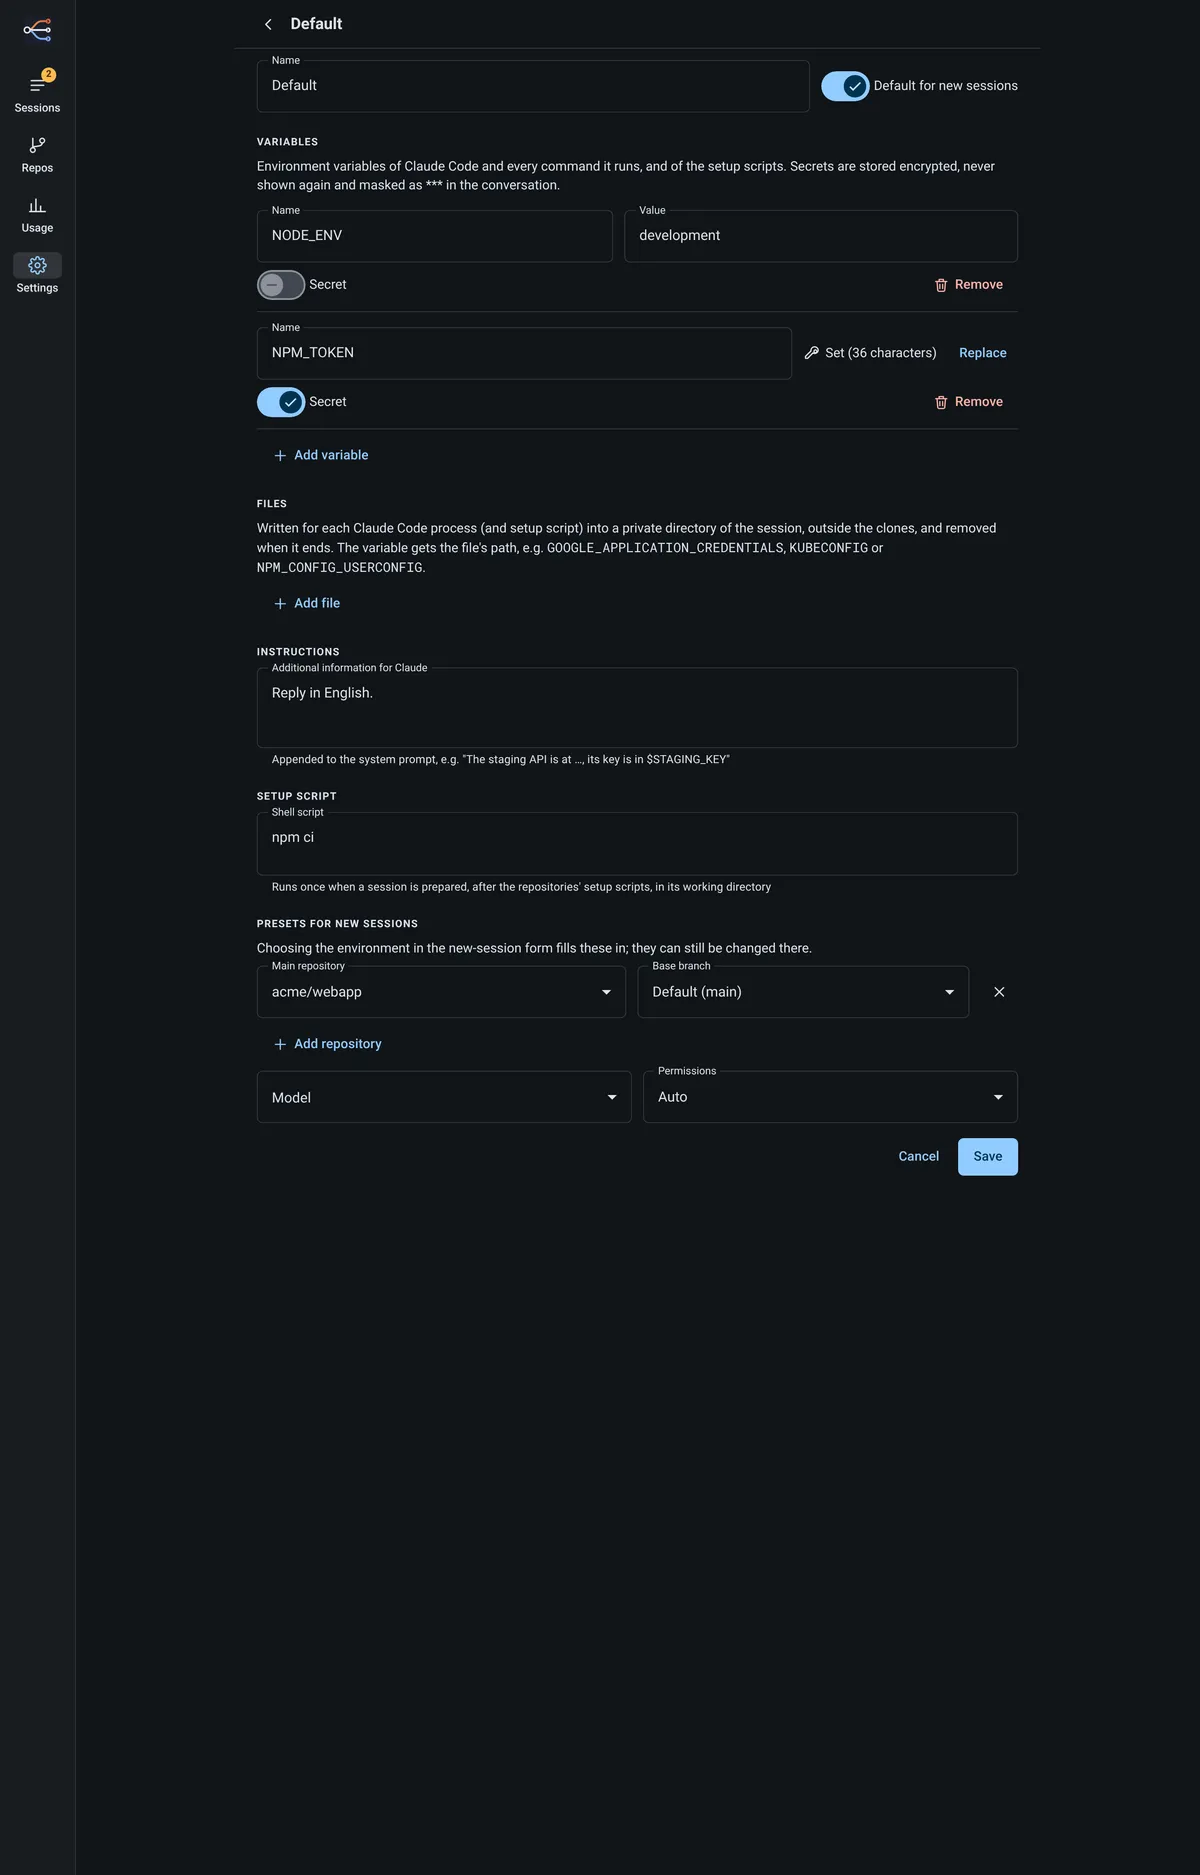 Default
2
Sessions
Repos
Usage
Settings
Name
Default
Default for new sessions
VARIABLES
Environment variables of Claude Code and every command it runs, and of the setup scripts. Secrets are stored encrypted, never
shown again and masked as *** in the conversation.
Name
NODE_ENV
Value
development
Secret
Remove
Name
NPM_TOKEN
Set (36 characters)
Replace
Secret
Remove
Add variable
FILES
Written for each Claude Code process (and setup script) into a private directory of the session, outside the clones, and removed
when it ends. The variable gets the file's path, e.g. GOOGLE_APPLICATION_CREDENTIALS, KUBECONFIG or
NPM_CONFIG_USERCONFIG.
Add file
INSTRUCTIONS
Additional information for Claude
Reply in English.
Appended to the system prompt, e.g. "The staging API is at …, its key is in $STAGING_KEY"
SETUP SCRIPT
Shell script
npm ci
Runs once when a session is prepared, after the repositories' setup scripts, in its working directory
PRESETS FOR NEW SESSIONS
Choosing the environment in the new-session form fills these in; they can still be changed there.
Main repository
acme/webapp
Base branch
Default (main)
Add repository
Model
Permissions
Auto
Cancel
Save